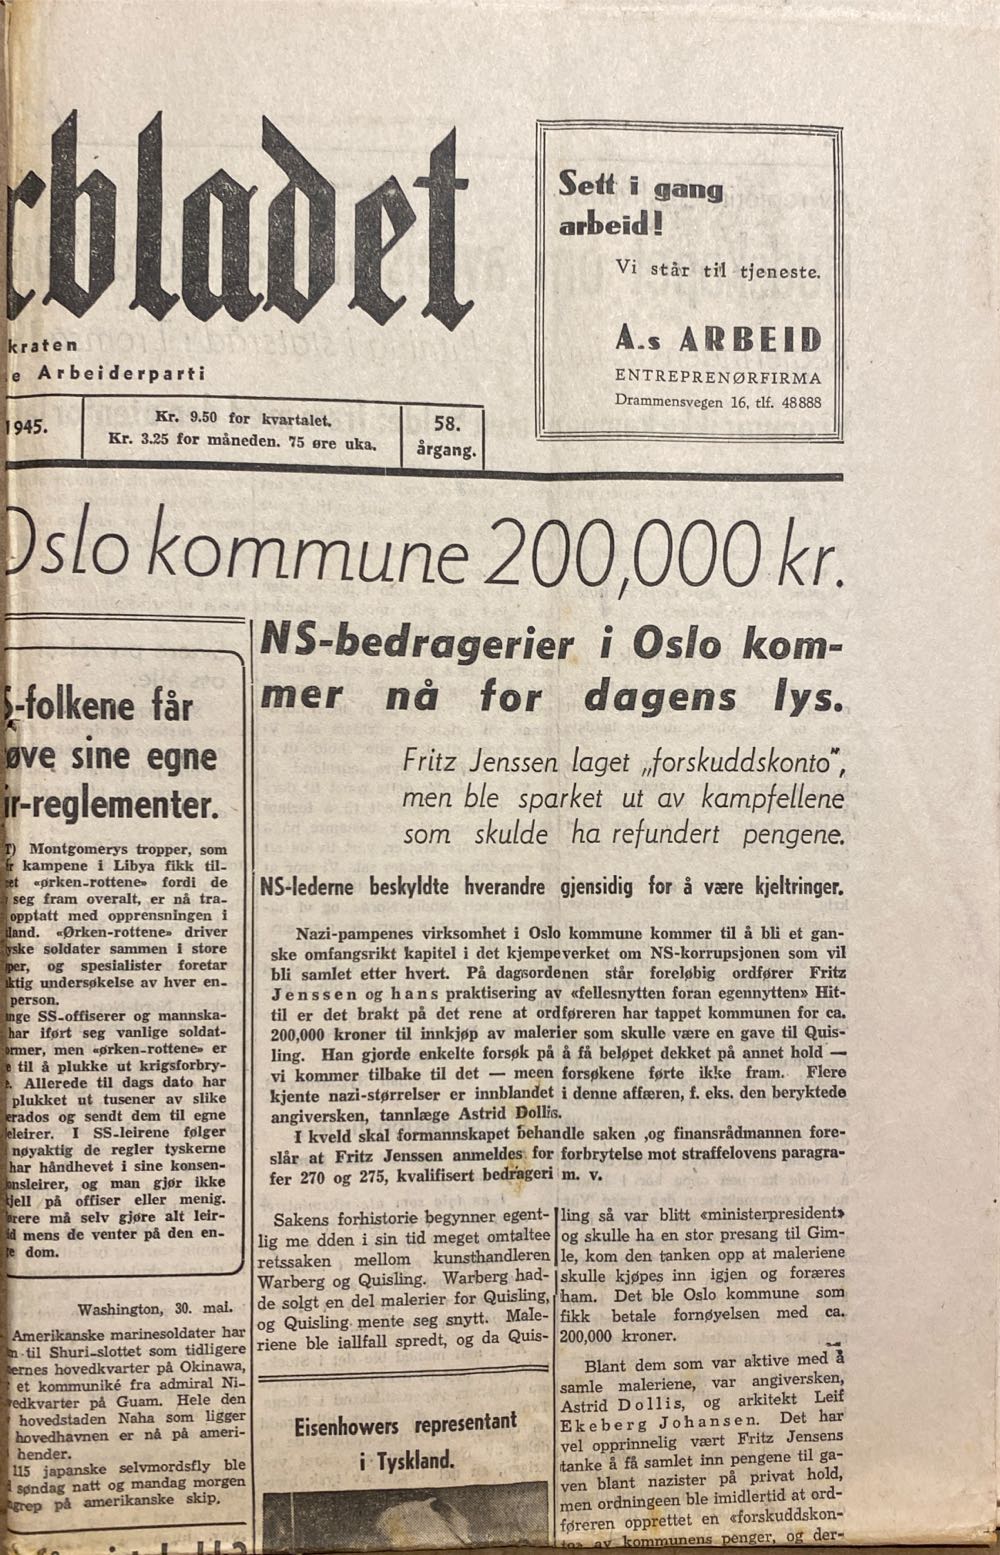 rbladet
kraten
e Arbeiderparti
1945.
Kr. 9.50 for kvartalet.
Kr. 3.25 for måneden. 75 øre uka.
58.
årgang.
Sett i gang
arbeid!
Vi står til tjeneste.
A.s ARBEID
ENTREPRENØRFIRMA
Drammensvegen 16, tlf. 48888
Oslo kommune 200,000 kr.
S-folkene får
øve sine egne
ir-reglementer.
T) Montgomerys tropper, som
r kampene i Libya fikk til-
et «ørken-rottene» fordi de
seg fram overalt, er nå tra-
opptatt med opprensningen i
land. «Ørken-rottene» driver
yske soldater sammen i store
per, og spesialister foretar
ktig undersøkelse av hver en-
person.
nge SS-offiserer og mannska-
har iført seg vanlige soldat-
ormer, men «ørken-rottene» er
til å plukke ut krigsforbry-
. Allerede til dags dato har
plukket ut tusener av slike
erados og sendt dem til egne
eleirer. I SS-leirene følger
nøyaktig de regler tyskerne
har håndhevet i sine konsen-
onsleirer, og man gjør ikke
jell på offiser eller menig.
rere må selv gjøre alt leir-
d mens de venter på den en-
e dom.
Washington, 30. mai.
Amerikanske marinesoldater har
n til Shuri-slottet som tidligere
ernes hovedkvarter på Okinawa,
et kommuniké fra admiral Ni-
edkvarter på Guam. Hele den
hovedstaden Naha som ligger
hovedhavnen er nå på ameri-
hender.
115 japanske selvmordsfly ble
søndag natt og mandag morgen
grep på amerikanske skip.
NS-bedragerier i Oslo kom-
mer nå for dagens lys.
Fritz Jenssen laget „forskuddskonto",
men ble sparket ut av kampfellene
som skulde ha refundert pengene.
NS-lederne beskyldte hverandre gjensidig for å være kjeltringer.
Nazi-pampenes virksomhet i Oslo kommune kommer til å bli et gan-
ske omfangsrikt kapitel i det kjempeverket om NS-korrupsjonen som vil
bli samlet etter hvert. På dagsordenen står foreløbig ordfører Fritz
Jenssen og hans praktisering av «fellesnytten foran egennytten» Hit-
til er det brakt på det rene at ordføreren har tappet kommunen for ca.
200,000 kroner til innkjøp av malerier som skulle være en gave til Quis-
ling. Han gjorde enkelte forsøk på å få beløpet dekket på annet hold —
vi kommer tilbake til det — meen forsøkene førte ikke fram. Flere
kjente nazi-størrelser er innblandet i denne affæren, f. eks. den beryktede
angiversken, tannlæge Astrid Dollis.
I kveld skal formannskapet behandle saken ,og finansrådmannen fore-
slår at Fritz Jenssen anmeldes for forbrytelse mot straffelovens paragra-
fer 270 og 275, kvalifisert bedrageri m. v.
Sakens forhistorie begynner egent-
lig me dden i sin tid meget omtaltee
retssaken mellom kunsthandleren
Warberg og Quisling. Warberg had-
de solgt en del malerier for Quisling,
og Quisling mente seg snytt. Male-
riene ble iallfall spredt, og da Quis-
Eisenhowers representant
i Tyskland.
ling så var blitt «ministerpresident»
og skulle ha en stor presang til Gim-
le, kom den tanken opp at maleriene
skulle kjøpes inn igjen og foræres
ham. Det ble Oslo kommune som
fikk betale fornøyelsen med ca.
200,000 kroner.
Blant dem som var aktive med å
samle maleriene, var angiversken,
Astrid Dollis, og arkitekt Leif
Ekeberg Johansen. Det har
vel opprinnelig vært Fritz Jensens
tanke å få samlet inn pengene til ga-
ven blant nazister på privat hold,
men ordningeen ble imidlertid at ord-
føreren opprettet en «forskuddskon-
to» av kommunens penger, og der-